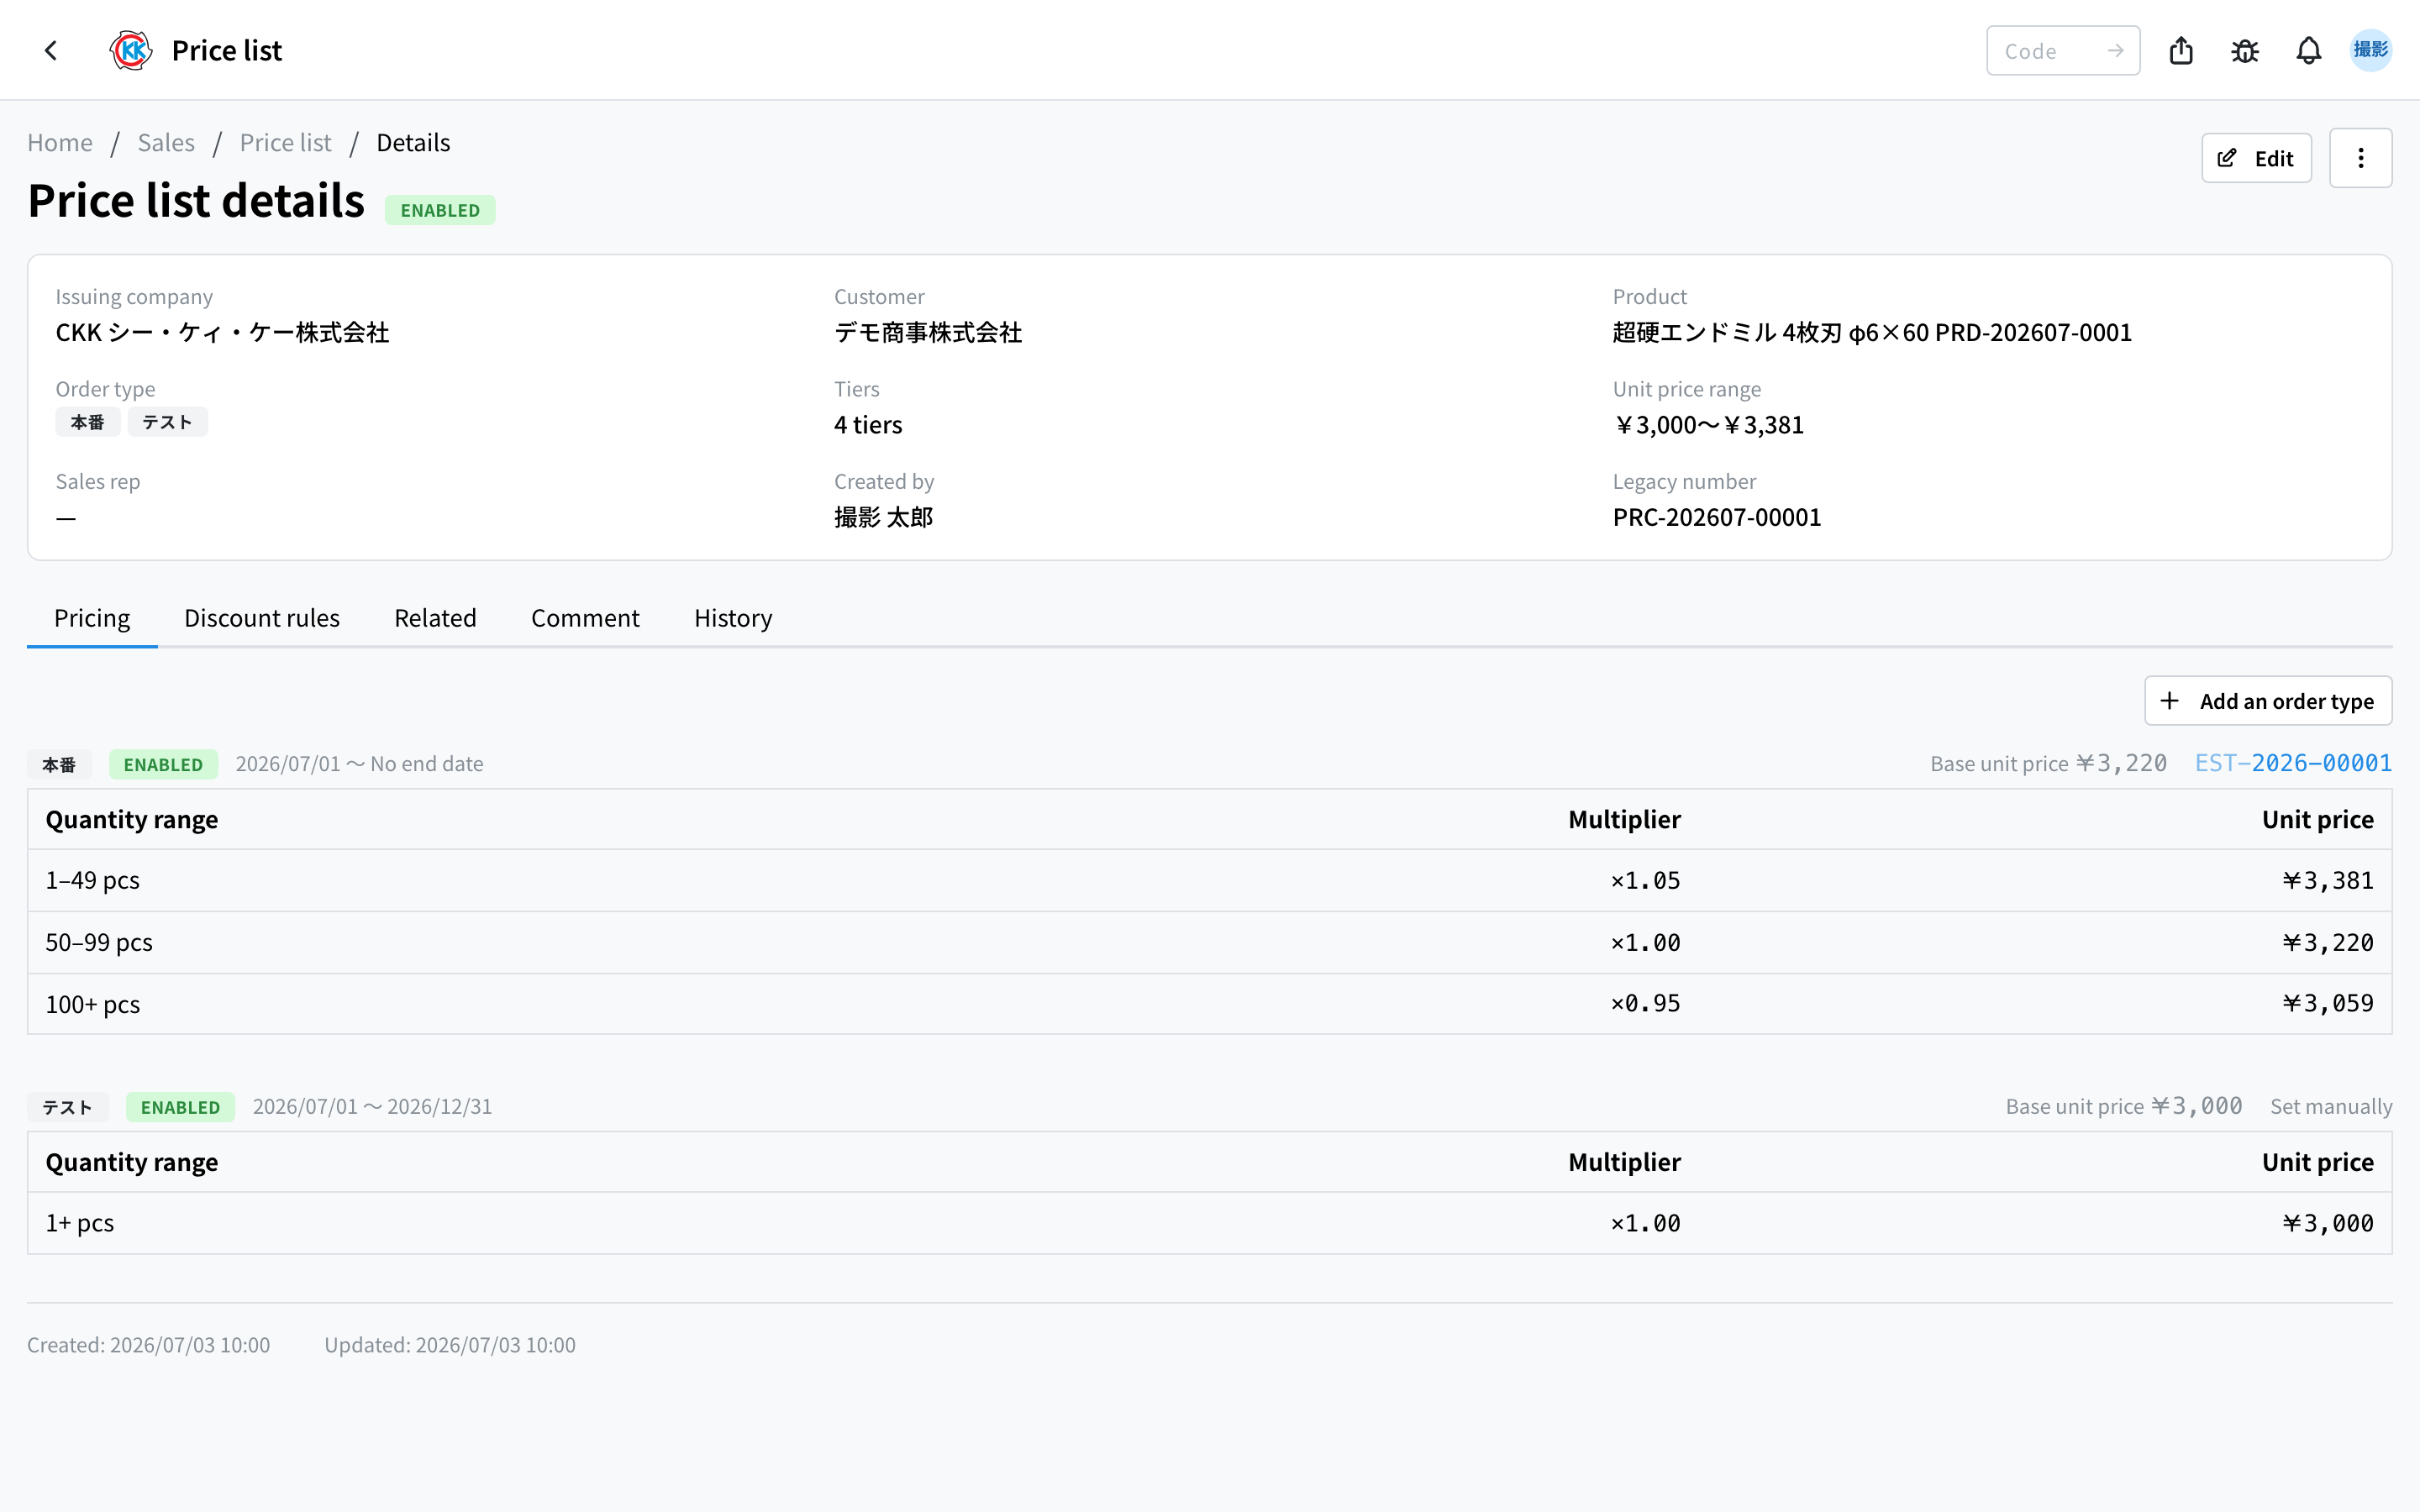 CKK Price list
Code
撮影
Home / Sales / Price list / Details
Edit
Price list details ENABLED
Issuing company
CKK シー・ケィ・ケー株式会社
Customer
デモ商事株式会社
Product
超硬エンドミル 4枚刃 φ6×60 PRD-202607-0001
Order type
本番 テスト
Tiers
4 tiers
Unit price range
￥3,000～￥3,381
Sales rep
—
Created by
撮影 太郎
Legacy number
PRC-202607-00001
Pricing Discount rules Related Comment History
Add an order type
本番 ENABLED 2026/07/01 ～ No end date Base unit price ¥3,220 EST-2026-00001
Quantity range Multiplier Unit price
1–49 pcs ×1.05 ¥3,381
50–99 pcs ×1.00 ¥3,220
100+ pcs ×0.95 ¥3,059
テスト ENABLED 2026/07/01 ～ 2026/12/31 Base unit price ¥3,000 Set manually
Quantity range Multiplier Unit price
1+ pcs ×1.00 ¥3,000
Created: 2026/07/03 10:00 Updated: 2026/07/03 10:00